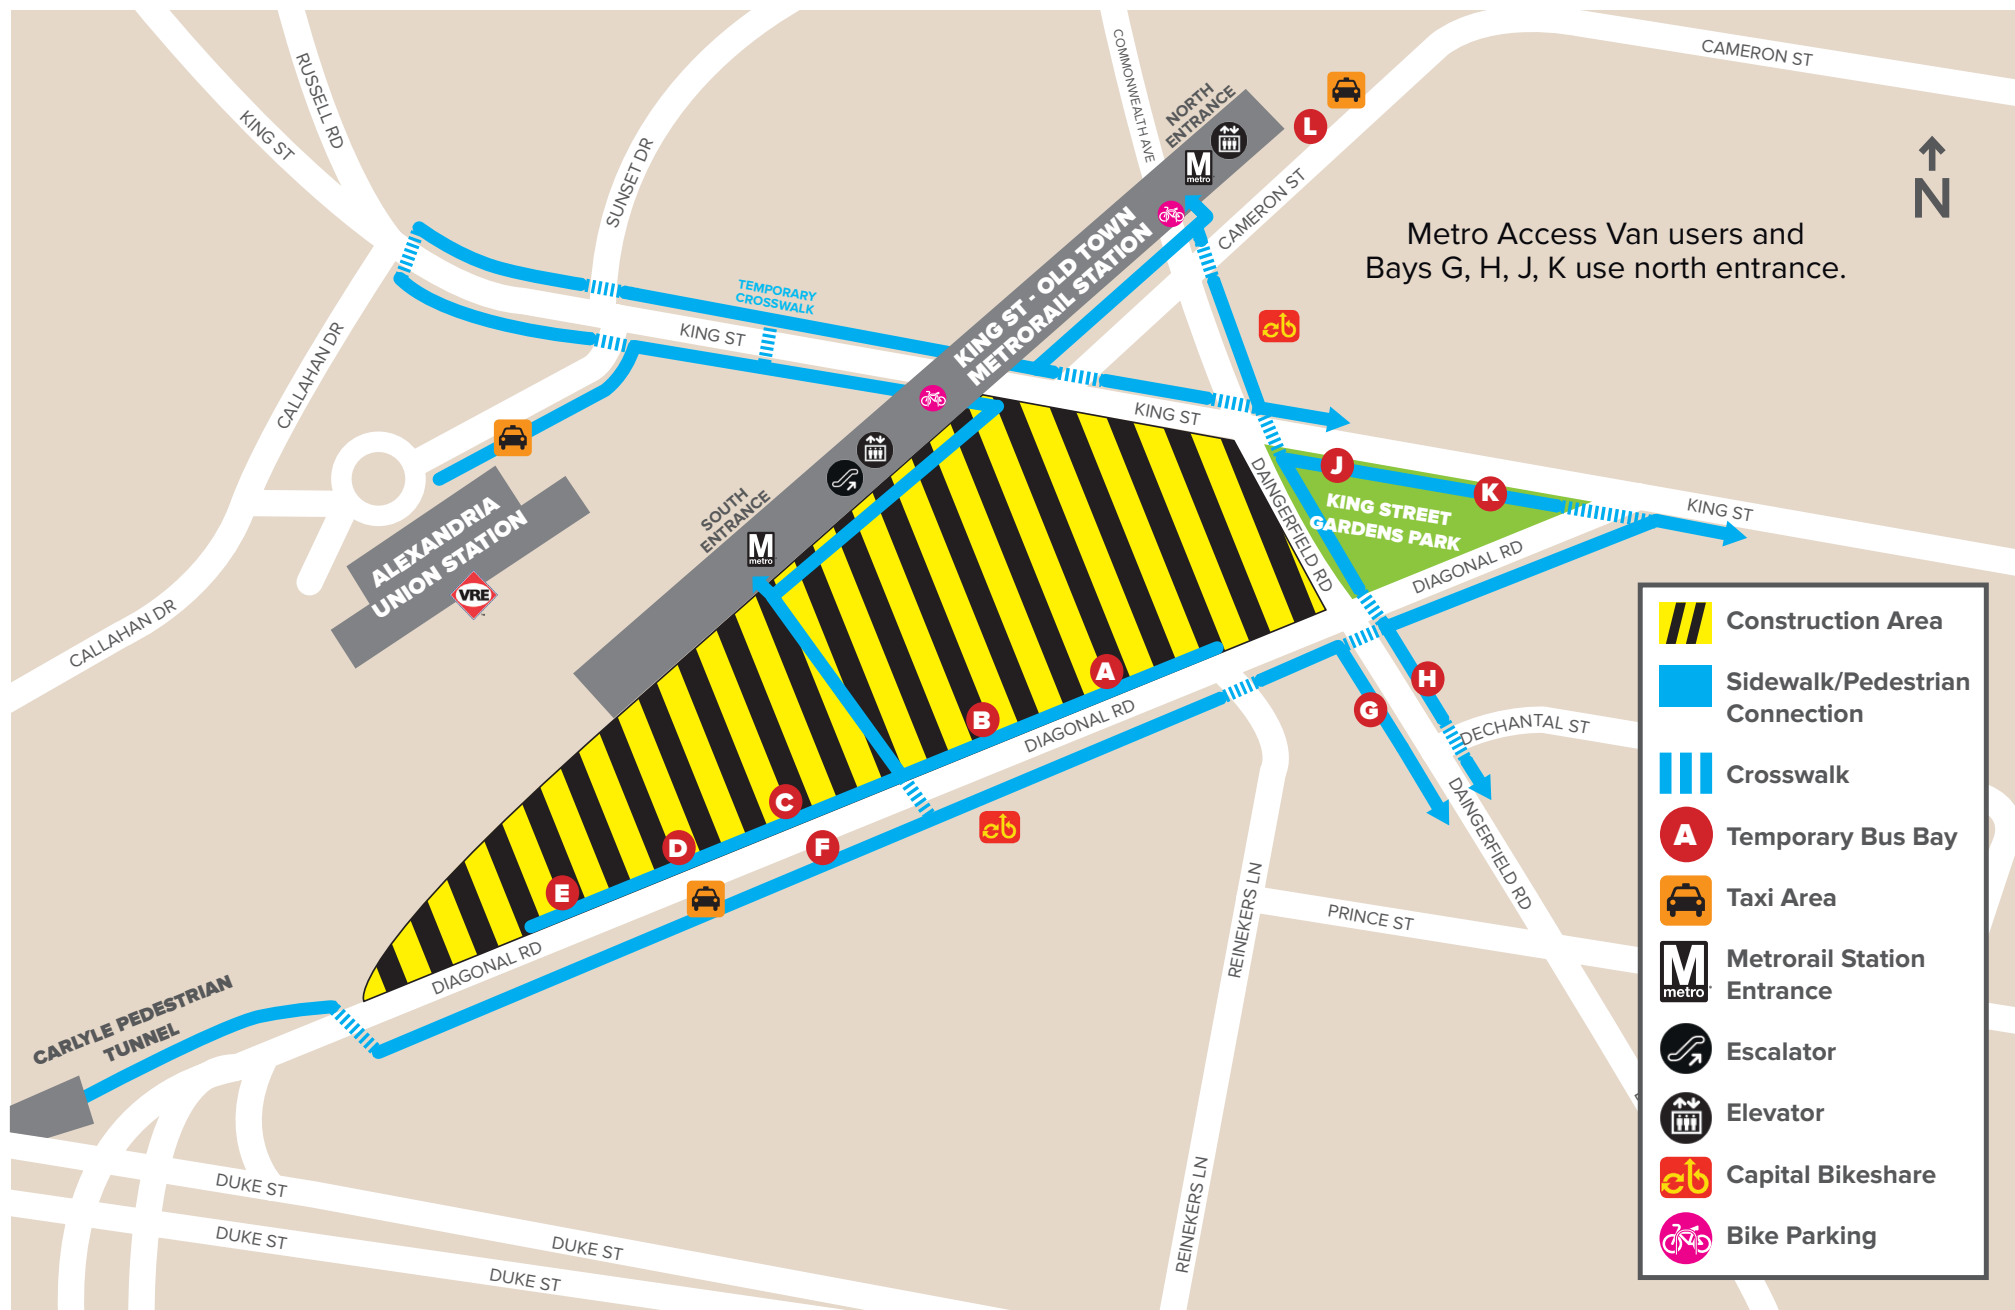 CAMERON ST
RUSSELL RD
KING ST
SUNSET DR
COMMONWEALTH AVE
NORTH
ENTRANCE
L
M
metro
CAMERON ST
N
Metro Access Van users and
Bays G, H, J, K use north entrance.
KING ST - OLD TOWN
METRORAIL STATION
TEMPORARY
CROSSWALK
KING ST
CALLAHAN DR
KING ST
SOUTH
ENTRANCE
M
metro
ALEXANDRIA
UNION STATION
VRE
CALLAHAN DR
DAINGERFIELD RD
J
K
KING STREET
GARDENS PARK
KING ST
DIAGONAL RD
A
B
C
D
E
F
G
H
DIAGONAL RD
DECHANTAL ST
DAINGERFIELD RD
REINEKERS LN
PRINCE ST
DIAGONAL RD
CARLYLE PEDESTRIAN
TUNNEL
DUKE ST
DUKE ST
DUKE ST
DUKE ST
REINEKERS LN
Construction Area
Sidewalk/Pedestrian
Connection
Crosswalk
A
Temporary Bus Bay
Taxi Area
M
metro
Metrorail Station
Entrance
Escalator
Elevator
cb
Capital Bikeshare
Bike Parking